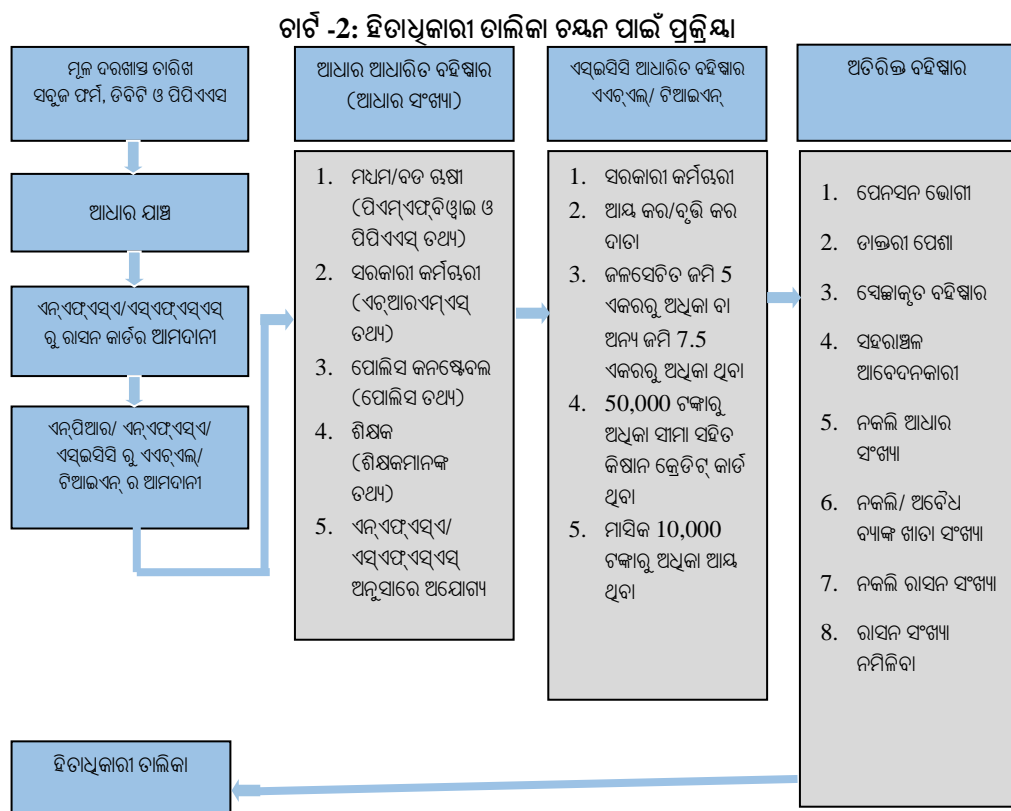 ଚାର୍ଟ -2: ହିତାଧିକାରୀ ତାଲିକା ଚୟନ ପାଇଁ ପ୍ରକ୍ରିୟା
ମୂଳ ଦରଖାସ୍ତ ତାରିଖ
ସବୁଜ ଫର୍ମ, ଡିବିଟି ଓ ପିପିଏଏସ
ଆଧାର ଯାଞ୍ଚ
ଏନ୍ଏଫ୍ଏସ୍ଏ/ଏସ୍ଏଫ୍ଏସ୍ଏସ୍
ରୁ ରାସନ କାର୍ଡର ଆମଦାନୀ
ଏନ୍ପିଆର/ ଏନ୍ଏଫ୍ଏସ୍ଏ/
ଏସ୍ଇସିସି ରୁ ଏଏଚ୍ଏଲ୍/
ଟିଆଇଏନ୍ ର ଆମଦାନୀ
ଆଧାର ଆଧାରିତ ବହିଷ୍କାର
(ଆଧାର ସଂଖ୍ୟା)
1. ମଧ୍ୟମ/ବଡ ଚାଷୀ
(ପିଏମ୍ଏଫ୍ବିଓ୍ୱାଇ ଓ
ପିପିଏଏସ୍ ତଥ୍ୟ)
2. ସରକାରୀ କର୍ମଚାରୀ
(ଏଚ୍ଆରଏମ୍ଏସ୍
ତଥ୍ୟ)
3. ପୋଲିସ କନଷ୍ଟେବଲ
(ପୋଲିସ ତଥ୍ୟ)
4. ଶିକ୍ଷକ
(ଶିକ୍ଷକମାନଙ୍କ
ତଥ୍ୟ)
5. ଏନ୍ଏଫ୍ଏସ୍ଏ/
ଏସ୍ଏଫ୍ଏସ୍ଏସ୍
ଅନୁସାରେ ଅଯୋଗ୍ୟ
ଏସ୍ଇସିସି ଆଧାରିତ ବହିଷ୍କାର
ଏଏଚ୍ଏଲ୍/ ଟିଆଇଏନ୍
1. ସରକାରୀ କର୍ମଚାରୀ
2. ଆୟ କର/ବୃତ୍ତି କର
ଦାତା
3. ଜଳସେଚିତ ଜମି 5
ଏକରରୁ ଅଧିକା ବା
ଅନ୍ୟ ଜମି 7.5
ଏକରରୁ ଅଧିକା ଥିବା
4. 50,000 ଟଙ୍କାରୁ
ଅଧିକା ସୀମା ସହିତ
କିଷାନ କ୍ରେଡିଟ୍ କାର୍ଡ
ଥିବା
5. ମାସିକ 10,000
ଟଙ୍କାରୁ ଅଧିକା ଆୟ
ଥିବା
ଅତିରିକ୍ତ ବହିଷ୍କାର
1. ପେନସନ ଭୋଗୀ
2. ଡାକ୍ତରୀ ପେଶା
3. ସେଚ୍ଛାକୃତ ବହିଷ୍କାର
4. ସହରାଞ୍ଚଳ
ଆବେଦନକାରୀ
5. ନକଲି ଆଧାର
ସଂଖ୍ୟା
6. ନକଲି/ ଅବୈଧ
ବ୍ୟାଙ୍କ ଖାତା ସଂଖ୍ୟା
7. ନକଲି ରାସନ ସଂଖ୍ୟା
8. ରାସନ ସଂଖ୍ୟା
ନମିଳିବା
ହିତାଧିକାରୀ ତାଲିକା